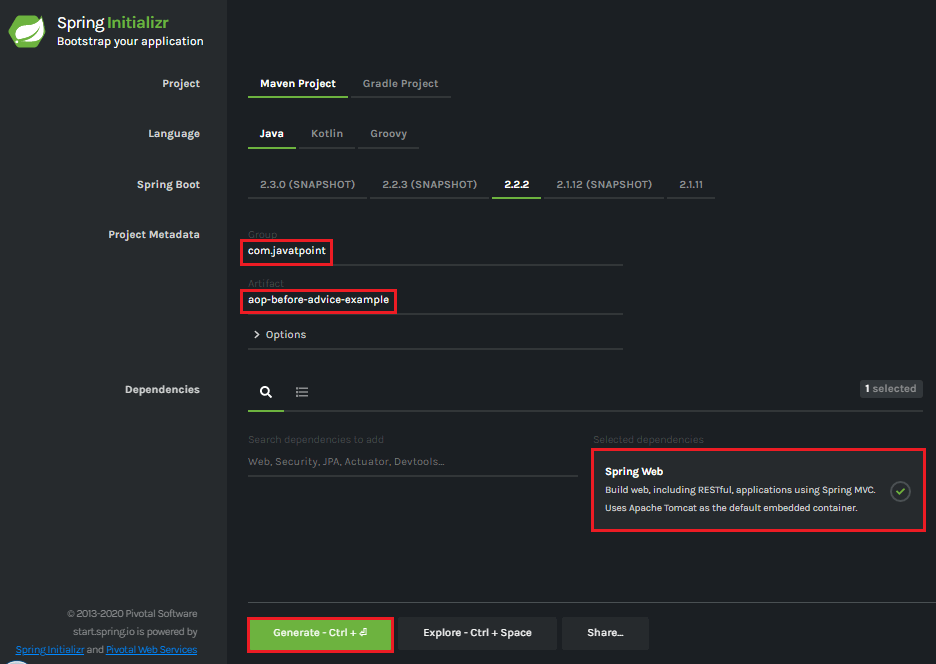 Spring Initializr
Bootstrap your application
Project
Maven Project Gradle Project
Language
Java Kotlin Groovy
Spring Boot
2.3.0 (SNAPSHOT) 2.2.3 (SNAPSHOT) 2.2.2 2.1.12 (SNAPSHOT) 2.1.11
Project Metadata
Group
com.javatpoint
Artifact
aop-before-advice-example
Options
Dependencies
1 selected
Search dependencies to add
Web, Security, JPA, Actuator, Devtools...
Selected dependencies
Spring Web
Build web, including RESTful, applications using Spring MVC.
Uses Apache Tomcat as the default embedded container.
© 2013-2020 Pivotal Software
start.spring.io is powered by
Spring Initializr and Pivotal Web Services
Generate - Ctrl + ⏎
Explore - Ctrl + Space
Share...